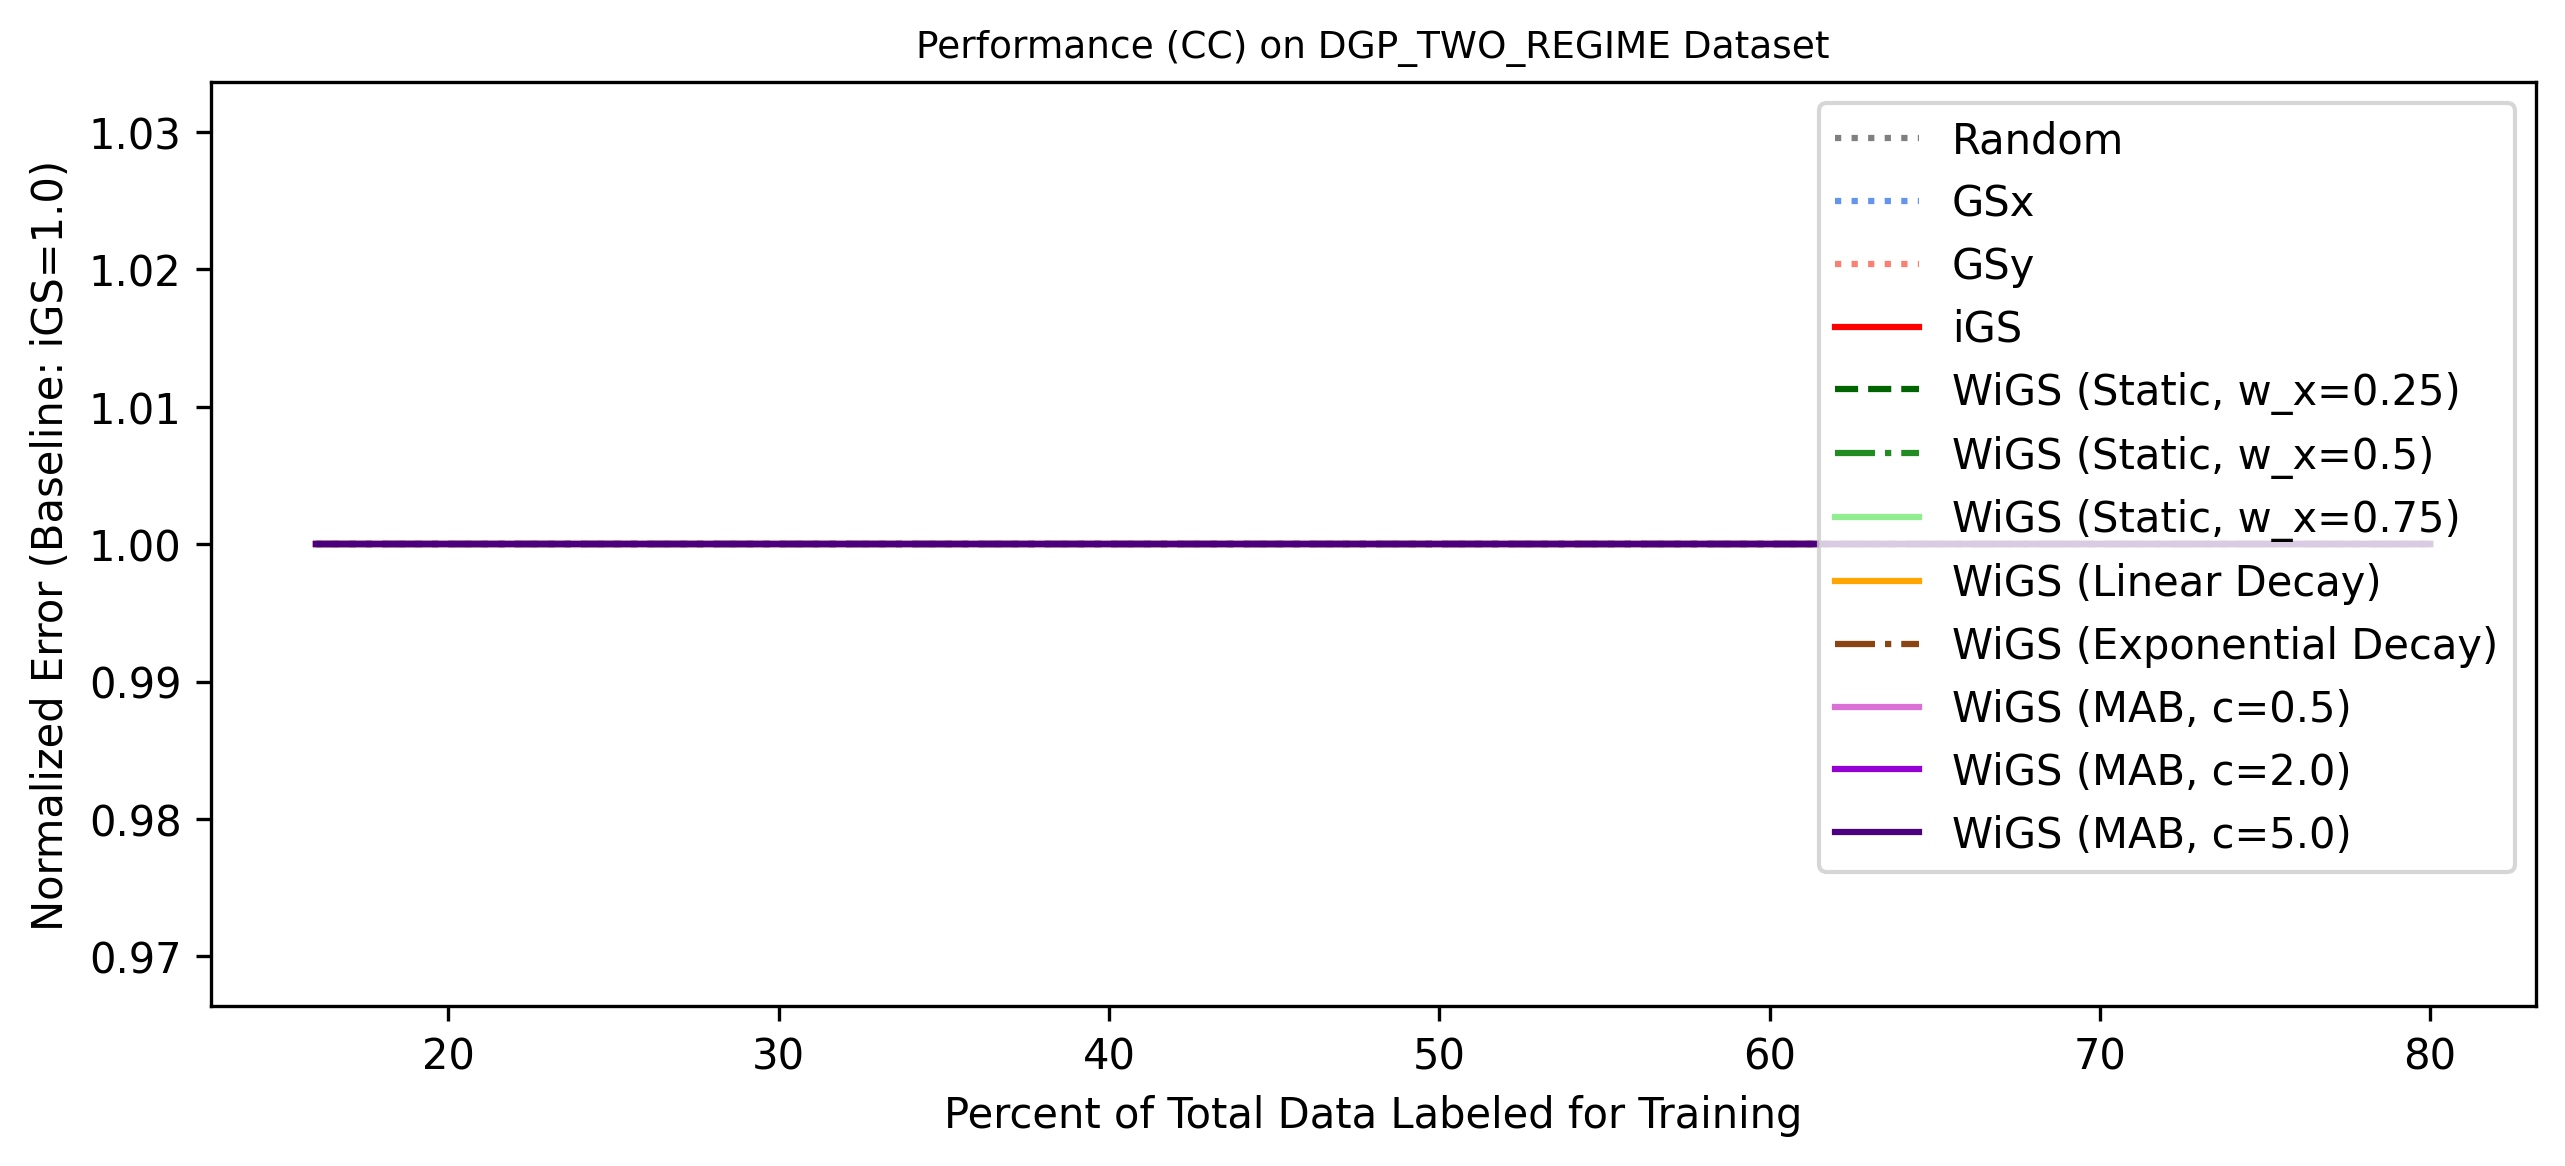 Performance (CC) on DGP_TWO_REGIME Dataset
Normalized Error (Baseline: iGS=1.0)
1.03
1.02
1.01
1.00
0.99
0.98
0.97
Random
GSx
GSy
iGS
WiGS (Static, w_x=0.25)
WiGS (Static, w_x=0.5)
WiGS (Static, w_x=0.75)
WiGS (Linear Decay)
WiGS (Exponential Decay)
WiGS (MAB, c=0.5)
WiGS (MAB, c=2.0)
WiGS (MAB, c=5.0)
20 30 40 50 60 70 80
Percent of Total Data Labeled for Training